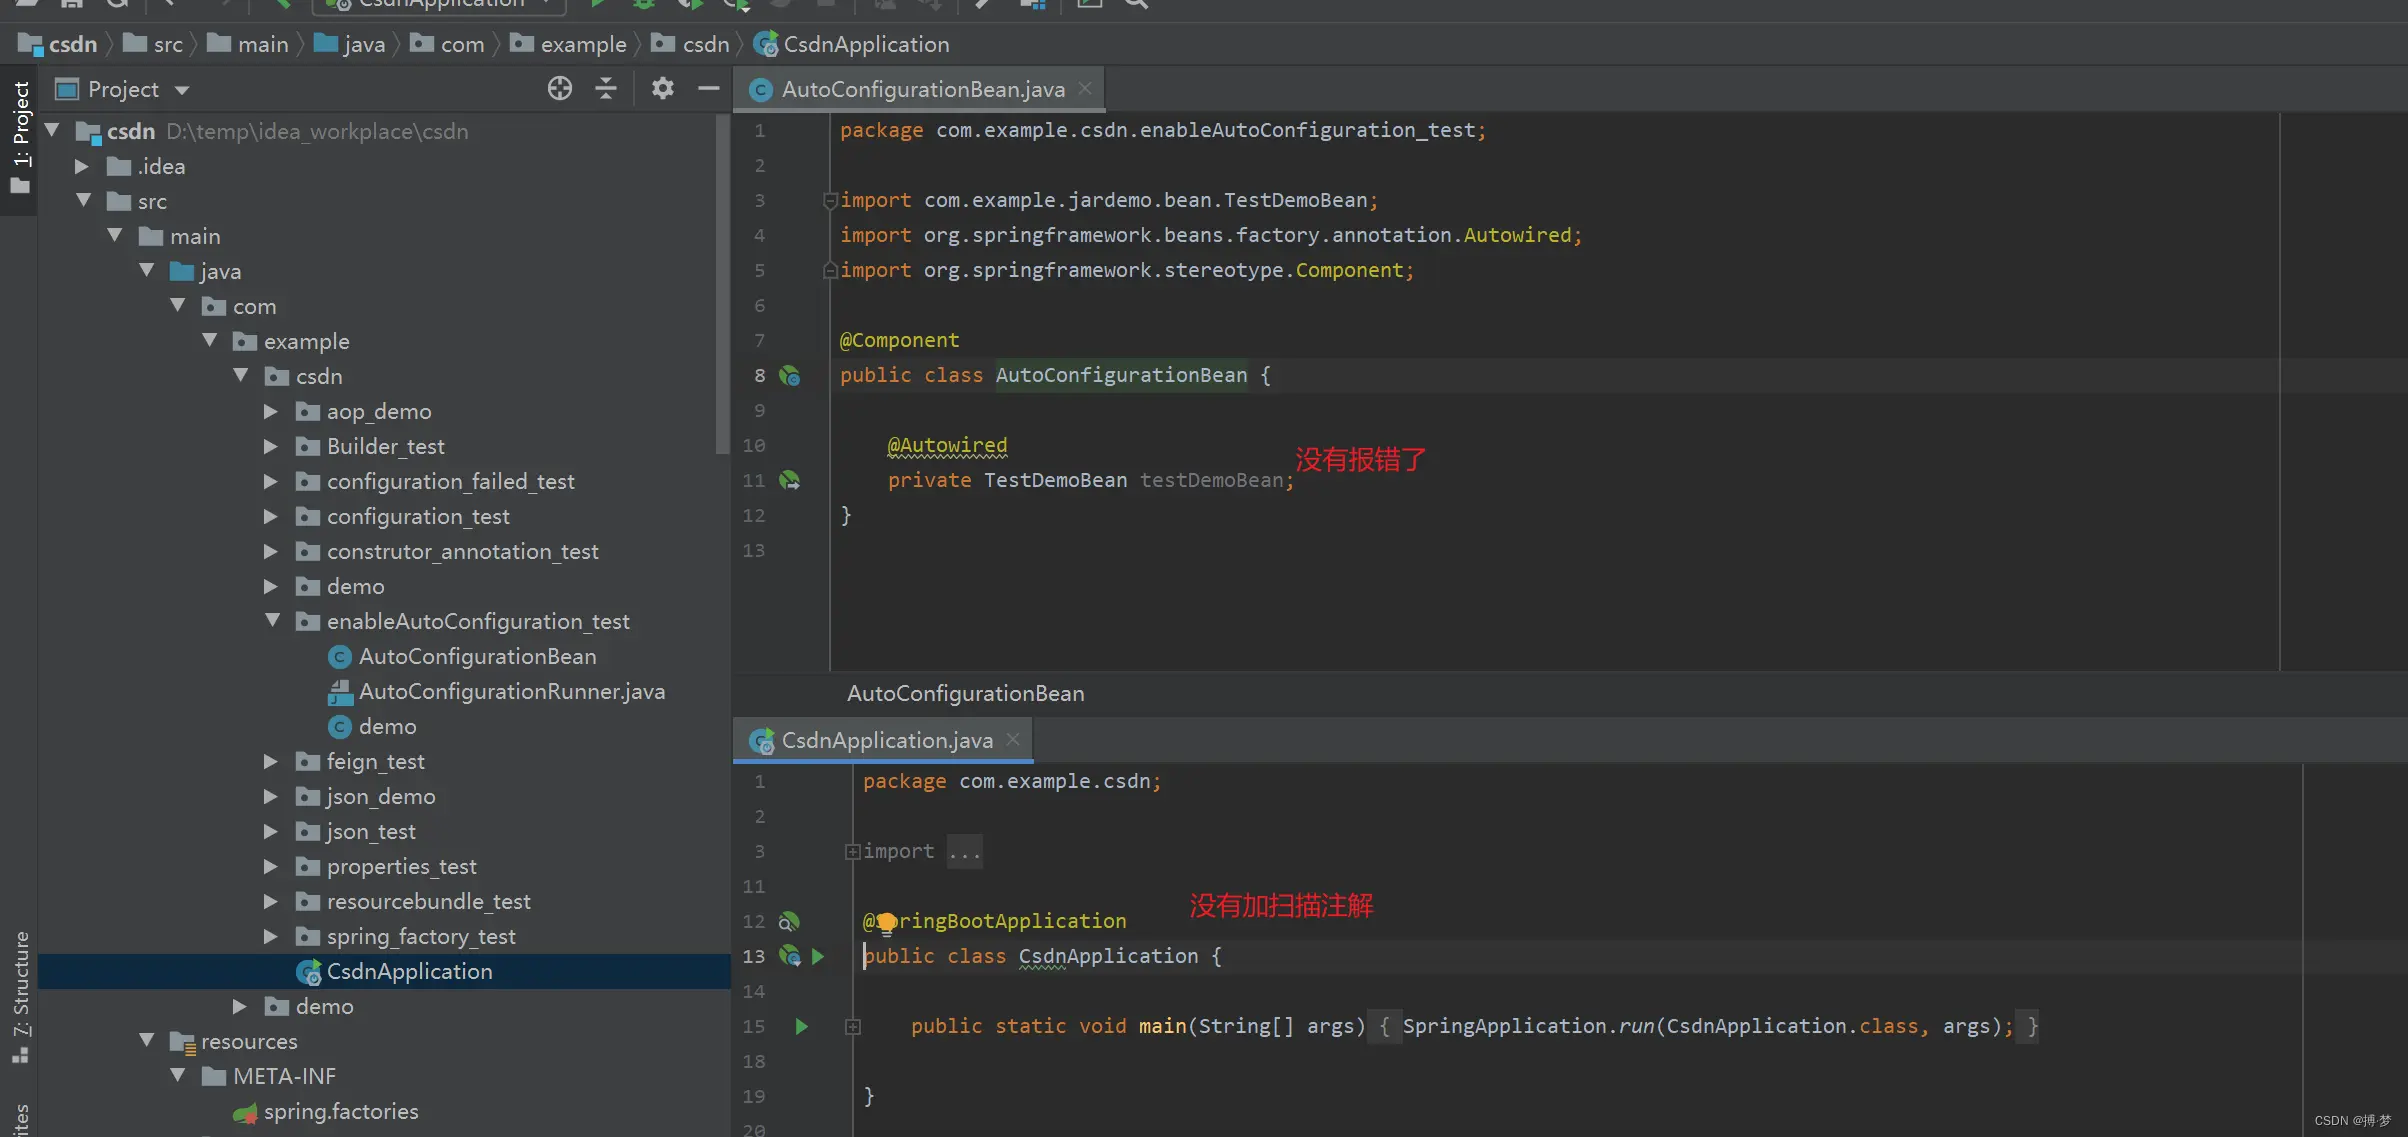 CsdnApplication
csdn src main java com example csdn CsdnApplication
1: Project
Project
csdn D:\temp\idea_workplace\csdn
.idea
src
main
java
com
example
csdn
aop_demo
Builder_test
configuration_failed_test
configuration_test
construtor_annotation_test
demo
enableAutoConfiguration_test
AutoConfigurationBean
AutoConfigurationRunner.java
demo
feign_test
json_demo
json_test
properties_test
resourcebundle_test
spring_factory_test
CsdnApplication
demo
resources
META-INF
spring.factories
7: Structure
AutoConfigurationBean.java
1 package com.example.csdn.enableAutoConfiguration_test;
2
3 import com.example.jardemo.bean.TestDemoBean;
4 import org.springframework.beans.factory.annotation.Autowired;
5 import org.springframework.stereotype.Component;
6
7 @Component
8 public class AutoConfigurationBean {
9
10 @Autowired
没有报错了
11 private TestDemoBean testDemoBean;
12 }
13
AutoConfigurationBean
CsdnApplication.java
1 package com.example.csdn;
2
3 import ...
11
没有加扫描注解
12 @SpringBootApplication
13 public class CsdnApplication {
14
15 public static void main(String[] args) { SpringApplication.run(CsdnApplication.class, args); }
18
19 }
20
CSDN @搏·梦